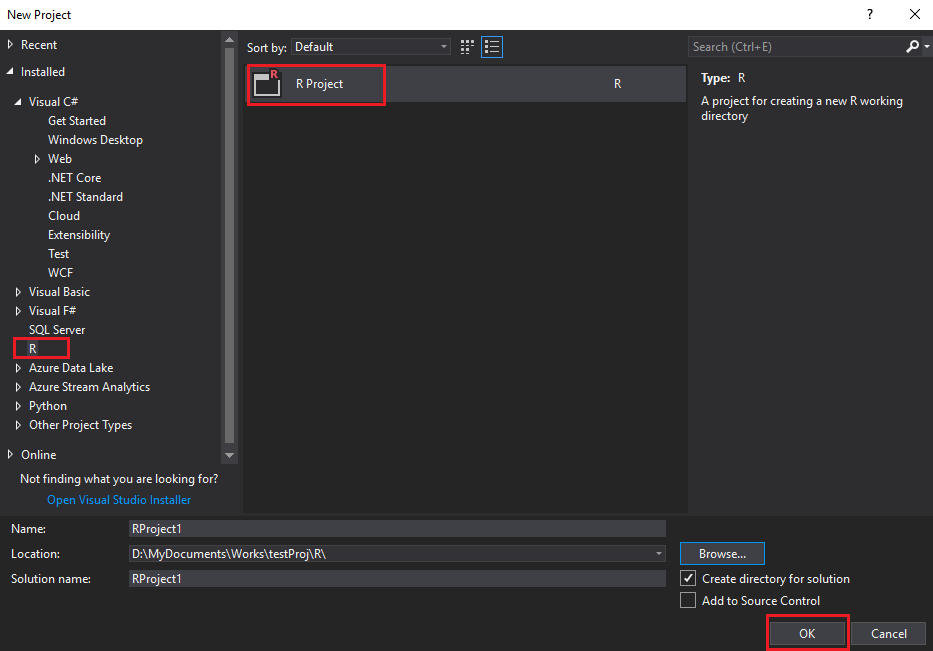 New Project
?
Recent
Installed
Visual C#
Get Started
Windows Desktop
Web
.NET Core
.NET Standard
Cloud
Extensibility
Test
WCF
Visual Basic
Visual F#
SQL Server
R
Azure Data Lake
Azure Stream Analytics
Python
Other Project Types
Online
Not finding what you are looking for?
Open Visual Studio Installer
Sort by: Default
R
R Project R
Search (Ctrl+E)
Type: R
A project for creating a new R working
directory
Name: RProject1
Location: D:\MyDocuments\Works\testProj\R\
Browse...
Solution name: RProject1
Create directory for solution
Add to Source Control
OK Cancel